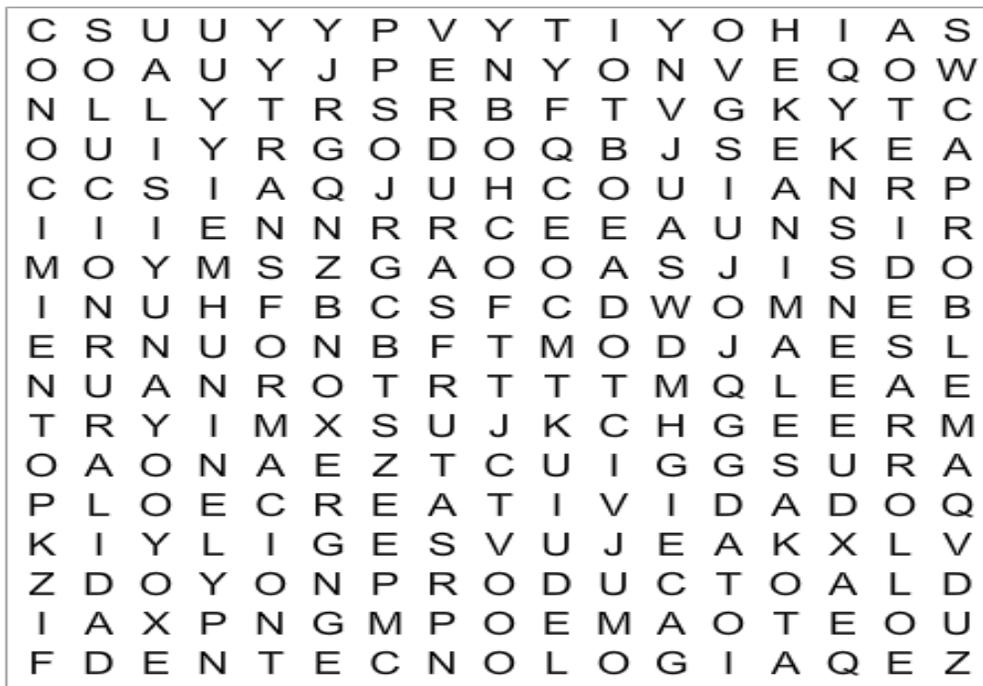 C S U U Y Y P V Y T I Y O H I A S
O O A U Y J P E N Y O N V E Q O W
N L L Y T R S R B F T V G K Y T C
O U I Y R G O D O Q B J S E K E A
C C S I A Q J U H C O U I A N R P
I I I E N N R R C E E A U N S I R
M O Y M S Z G A O O A S J I S D O
I N U H F B C S F C D W O M N E B
E R N U O N B F T M O D J A E S L
N U A N R O T R T T T M Q L E A E
T R Y I M X S U J K C H G E E R M
O A O N A E Z T C U I G G S U R A
P L O E C R E A T I V I D A D O Q
K I Y L I G E S V U J E A K X L V
Z D O Y O N P R O D U C T O A L D
I A X P N G M P O E M A O T E O U
F D E N T E C N O L O G I A Q E Z